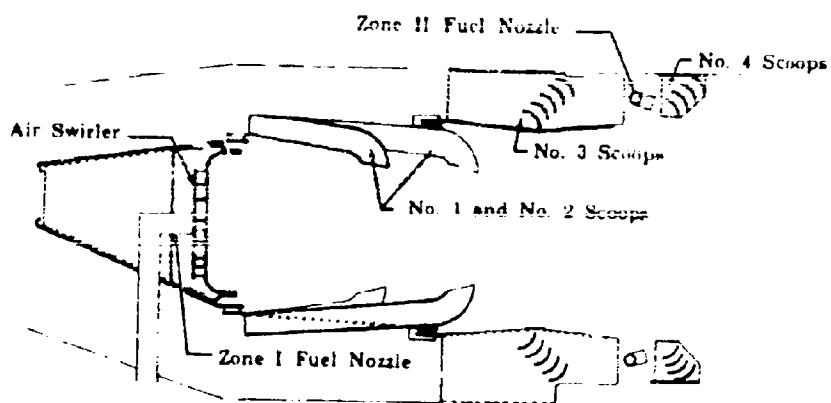 Zone II Fuel Nozzle
No. 4 Scoops
Air Swirler
No. 3 Scoops
No. 1 and No. 2 Scoops
Zone I Fuel Nozzle